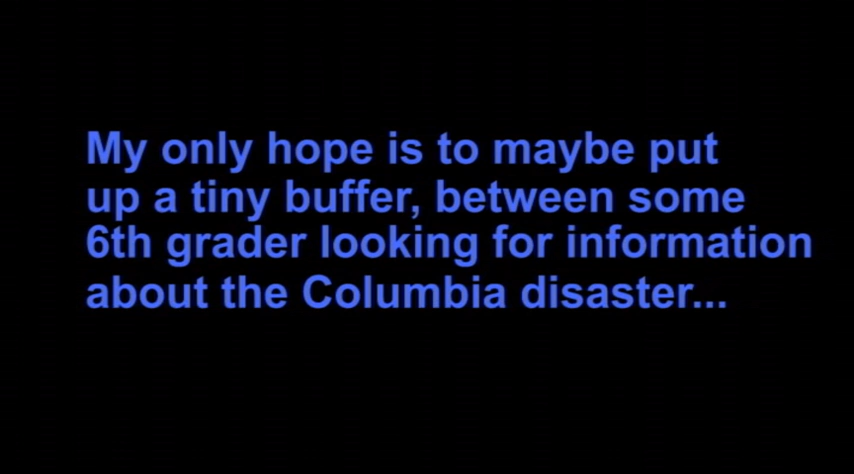 My only hope is to maybe put
up a tiny buffer, between some
6th grader looking for information
about the Columbia disaster...